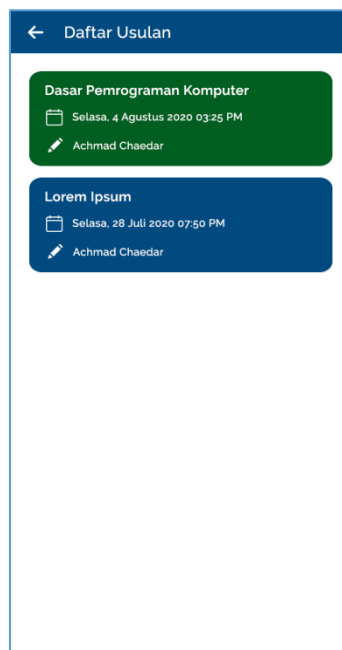 Daftar Usulan
Dasar Pemrograman Komputer
Selasa, 4 Agustus 2020 03:25 PM
Achmad Chaedar
Lorem Ipsum
Selasa, 28 Juli 2020 07:50 PM
Achmad Chaedar